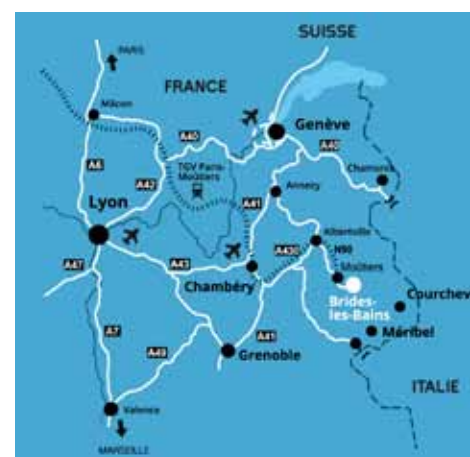 SUISSE
PARIS
FRANCE
Mâcon
Genève
A40
A40
TGV Paris-
Moûtiers
Chamonix
A6
A42
Annecy
A41
Lyon
Albertville
N90
A430
A47
A43
Moûtiers
Chambéry
Brides-
les-Bains
Courchev
A7
Méribel
A41
A49
Grenoble
ITALIE
Valence
MARSEILLE